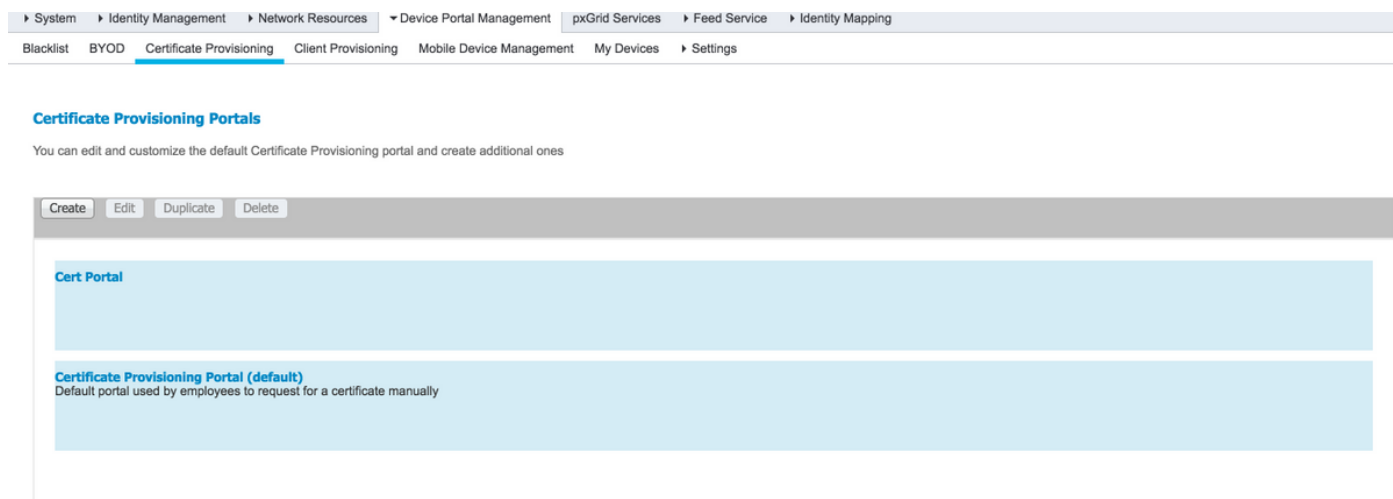 System Identity Management Network Resources Device Portal Management pxGrid Services Feed Service Identity Mapping
Blacklist BYOD Certificate Provisioning Client Provisioning Mobile Device Management My Devices Settings
Certificate Provisioning Portals
You can edit and customize the default Certificate Provisioning portal and create additional ones
Create Edit Duplicate Delete
Cert Portal
Certificate Provisioning Portal (default)
Default portal used by employees to request for a certificate manually